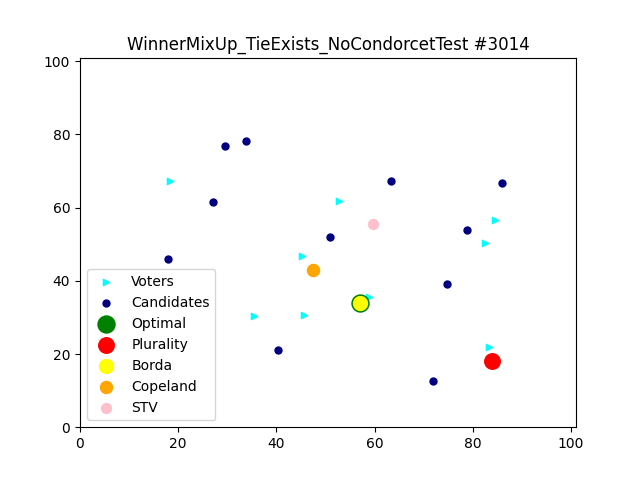 WinnerMixUp_TieExists_NoCondorcetTest #3014
100
80
60
40
20
0
Voters
Candidates
Optimal
Plurality
Borda
Copeland
STV
0 20 40 60 80 100